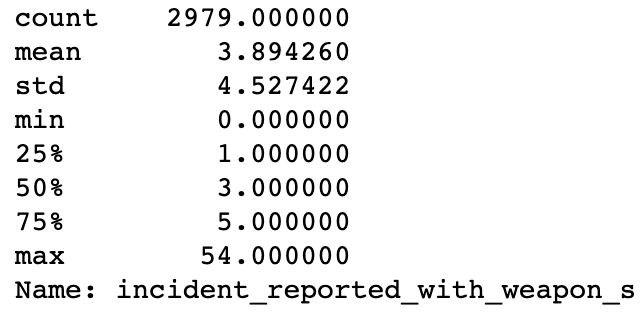 count 2979.000000
mean 3.894260
std 4.527422
min 0.000000
25% 1.000000
50% 3.000000
75% 5.000000
max 54.000000
Name: incident_reported_with_weapon_s